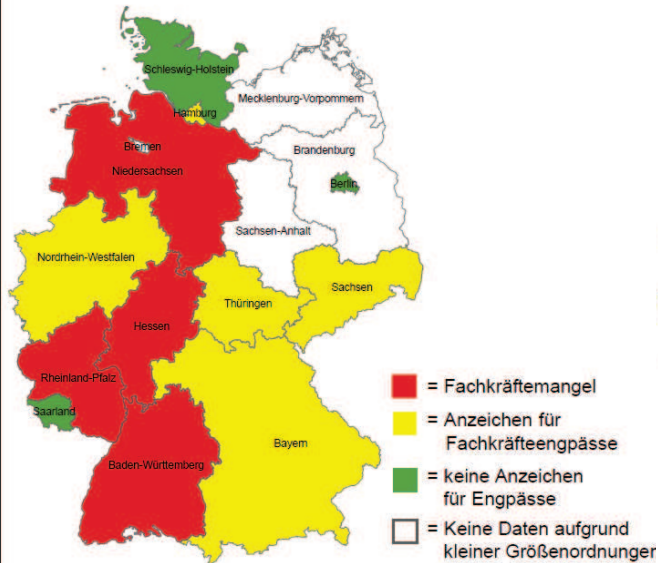 Schleswig-Holstein
Mecklenburg-Vorpommern
Hamburg
Bremen
Niedersachsen
Brandenburg
Berlin
Sachsen-Anhalt
Nordrhein-Westfalen
Thüringen
Sachsen
Hessen
Rheinland-Pfalz
Saarland
Baden-Württemberg
Bayern
= Fachkräftemangel
= Anzeichen für
Fachkräfteengpässe
= keine Anzeichen
für Engpässe
= Keine Daten aufgrund
kleiner Größenordnungen